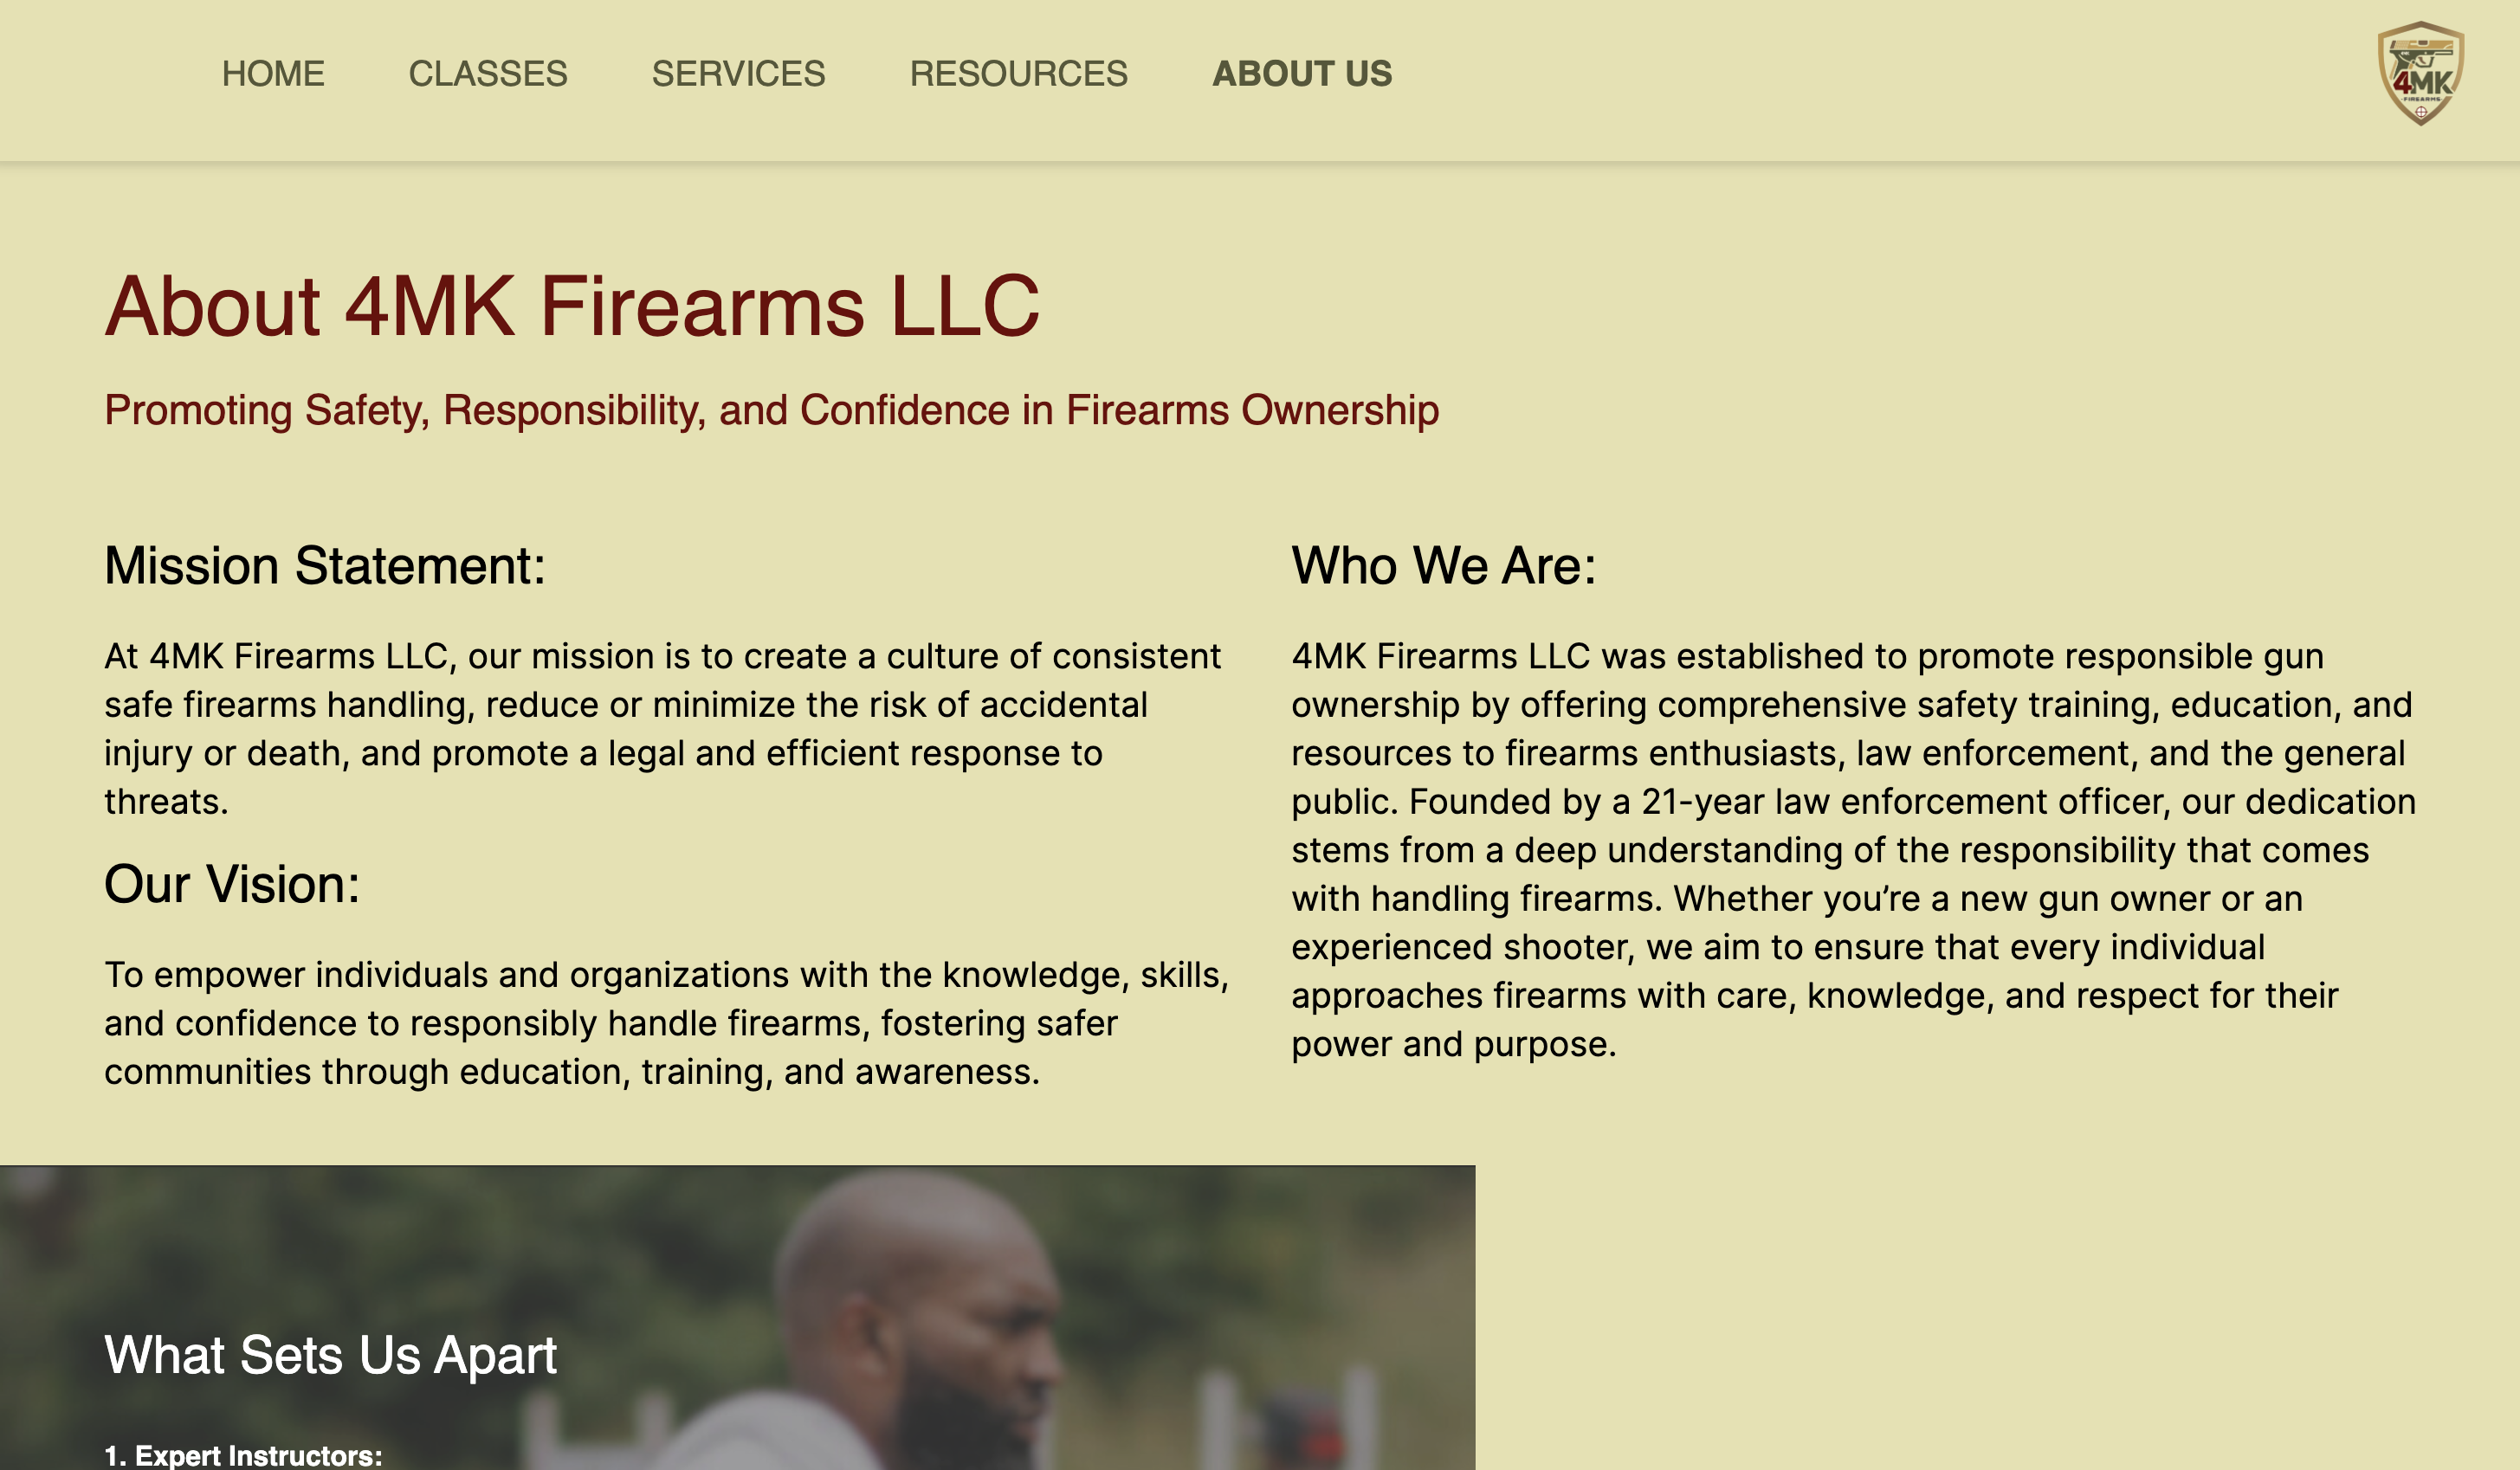 HOME CLASSES SERVICES RESOURCES ABOUT US
4MK
FIREARMS
About 4MK Firearms LLC
Promoting Safety, Responsibility, and Confidence in Firearms Ownership
Mission Statement:
At 4MK Firearms LLC, our mission is to create a culture of consistent
safe firearms handling, reduce or minimize the risk of accidental
injury or death, and promote a legal and efficient response to
threats.
Our Vision:
To empower individuals and organizations with the knowledge, skills,
and confidence to responsibly handle firearms, fostering safer
communities through education, training, and awareness.
Who We Are:
4MK Firearms LLC was established to promote responsible gun
ownership by offering comprehensive safety training, education, and
resources to firearms enthusiasts, law enforcement, and the general
public. Founded by a 21-year law enforcement officer, our dedication
stems from a deep understanding of the responsibility that comes
with handling firearms. Whether you’re a new gun owner or an
experienced shooter, we aim to ensure that every individual
approaches firearms with care, knowledge, and respect for their
power and purpose.
What Sets Us Apart
1. Expert Instructors: